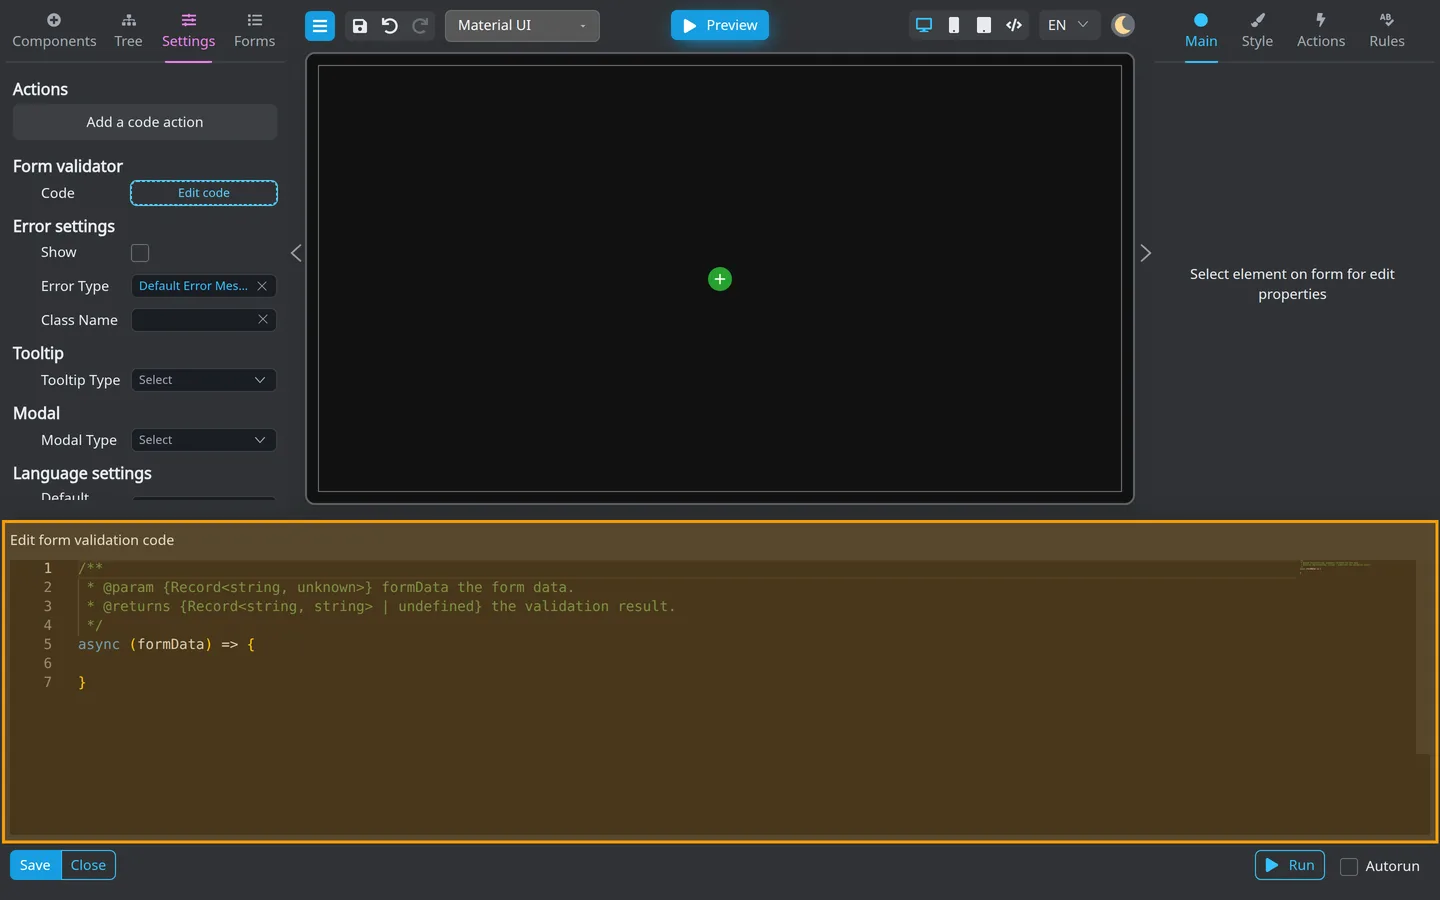 Components
Tree
Settings
Forms
Material UI
Preview
EN
Main
Style
Actions
AB
Rules
Actions
Add a code action
Form validator
Code
Edit code
Error settings
Show
Error Type
Default Error Mes...
Class Name
Tooltip
Tooltip Type
Select
Modal
Modal Type
Select
Language settings
Default
Select element on form for edit
properties
Edit form validation code
1 /**
2 * @param {Record<string, unknown>} formData the form data.
3 * @returns {Record<string, string> | undefined} the validation result.
4 */
5 async (formData) => {
6
7 }
Save
Close
Run
Autorun